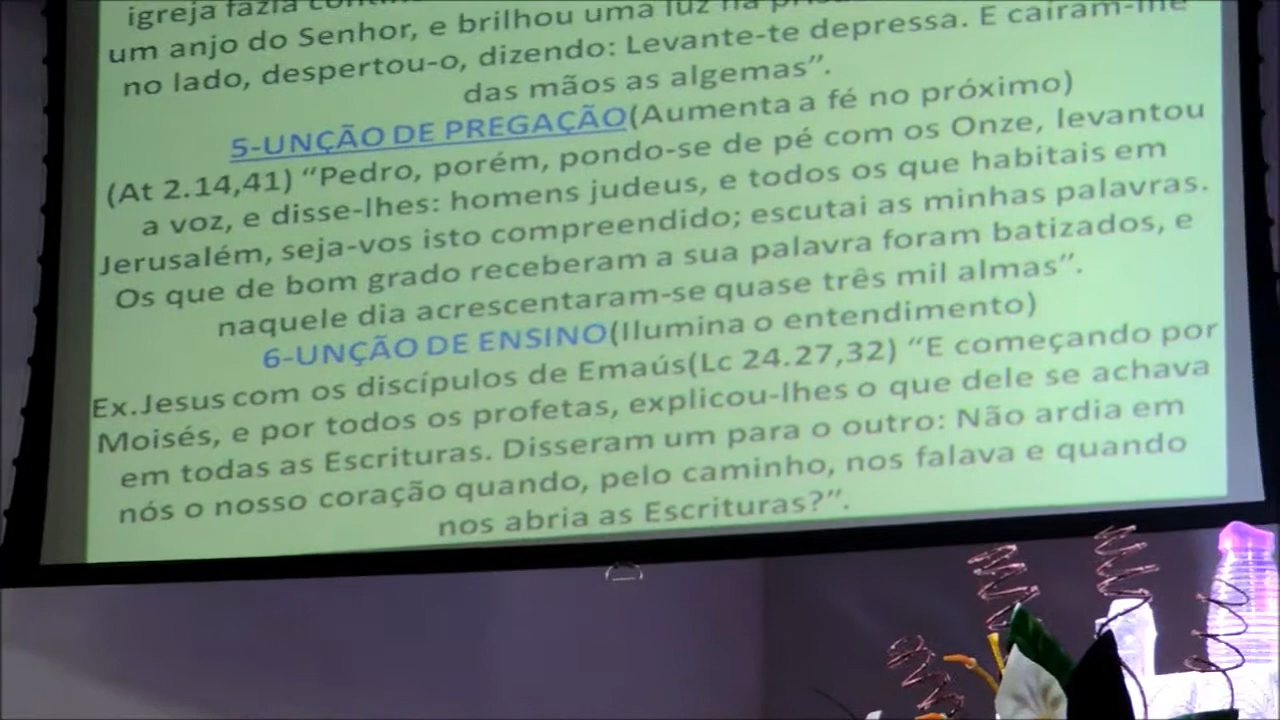 igreja fazia
um anjo do Senhor, e brilhou uma luz na
no lado, despertou-o, dizendo: Levante-te depressa. E caíram-lhe
das mãos as algemas”.
5-UNÇÃO DE PREGAÇÃO(Aumenta a fé no próximo)
(At 2.14,41) “Pedro, porém, pondo-se de pé com os Onze, levantou
a voz, e disse-lhes: homens judeus, e todos os que habitais em
Jerusalém, seja-vos isto compreendido; escutai as minhas palavras.
Os que de bom grado receberam a sua palavra foram batizados, e
naquele dia acrescentaram-se quase três mil almas”.
6-UNÇÃO DE ENSINO(Ilumina o entendimento)
Ex.Jesus com os discípulos de Emaús(Lc 24.27,32) “E começando por
Moisés, e por todos os profetas, explicou-lhes o que dele se achava
em todas as Escrituras. Disseram um para o outro: Não ardia em
nós o nosso coração quando, pelo caminho, nos falava e quando
nos abria as Escrituras?”.